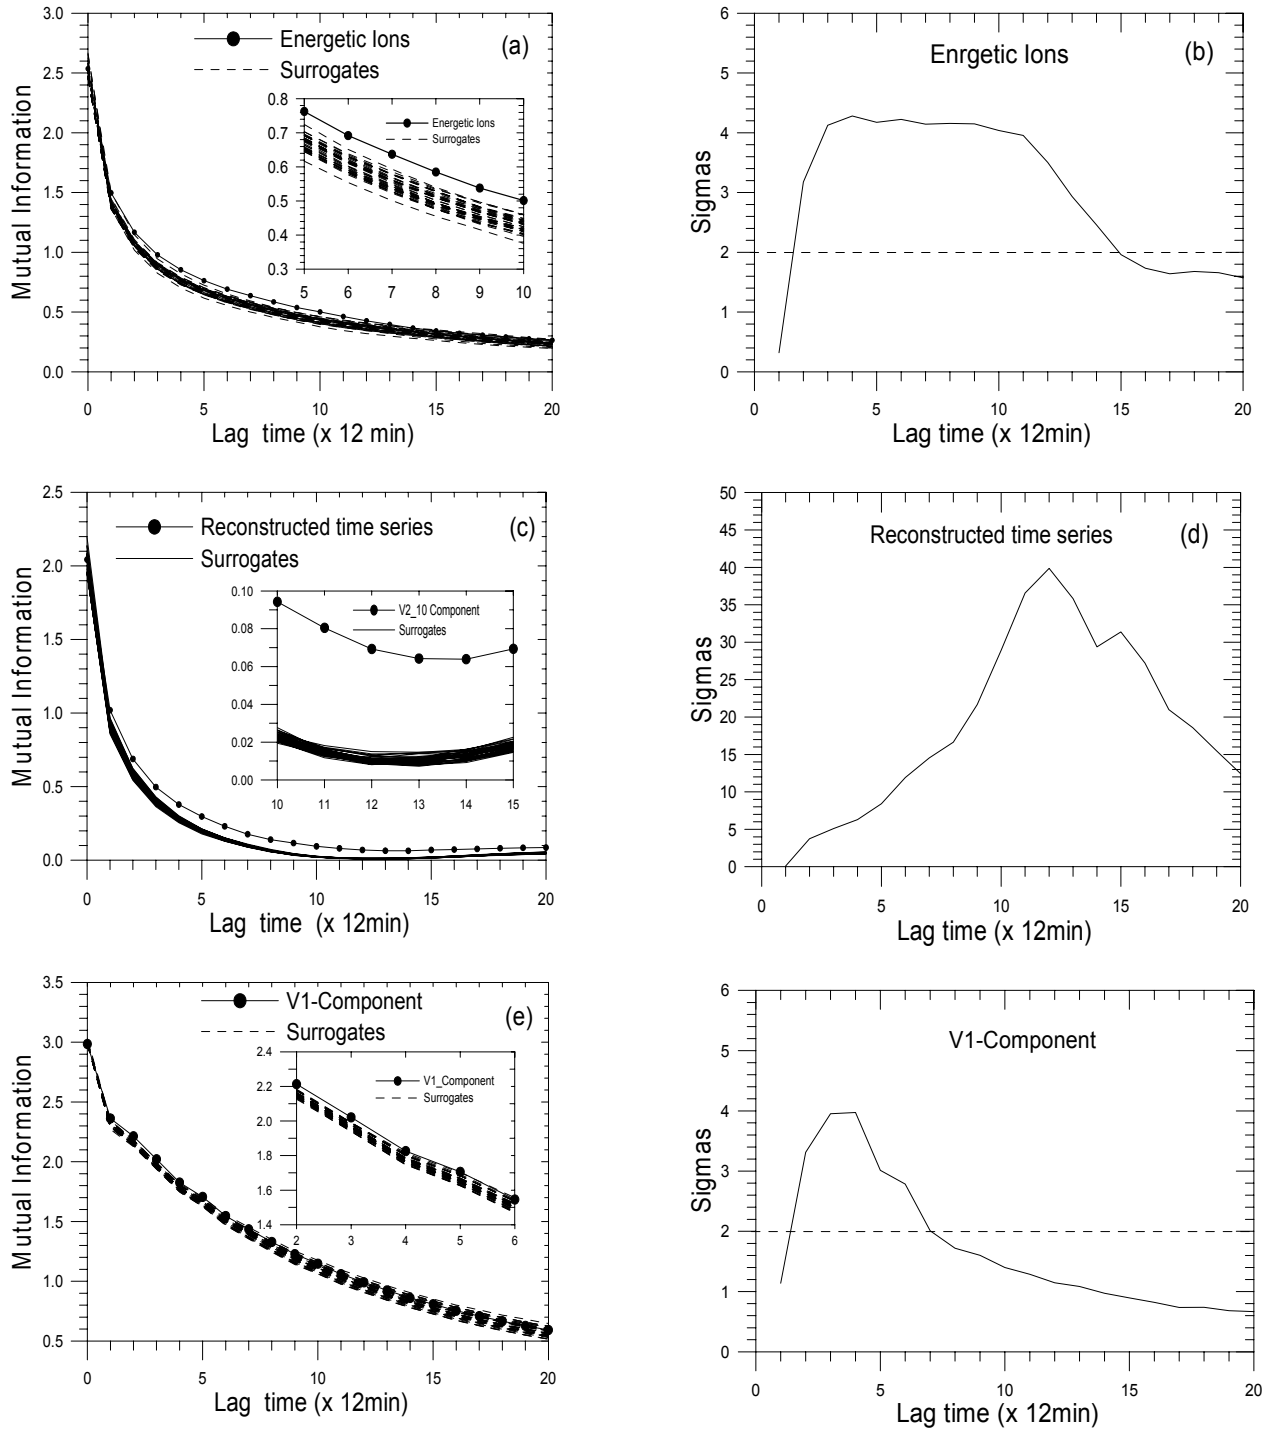 Energetic Ions
(a)
Surrogates
Energetic Ions
Surrogates
0.8
0.7
0.6
0.5
0.4
0.3
5 6 7 8 9 10
3.0
2.5
2.0
1.5
1.0
0.5
0.0
Mutual Information
0 5 10 15 20
Lag time (x 12 min)
Enrgetic Ions
(b)
6
5
4
3
2
1
0
Sigmas
0 5 10 15 20
Lag time (x 12min)
Reconstructed time series
(c)
Surrogates
V2_10 Component
Surrogates
0.10
0.08
0.06
0.04
0.02
0.00
10 11 12 13 14 15
2.5
2.0
1.5
1.0
0.5
0.0
Mutual Information
0 5 10 15 20
Lag time (x 12min)
Reconstructed time series
(d)
50
45
40
35
30
25
20
15
10
5
0
Sigmas
0 5 10 15 20
Lag time (x 12min)
V1-Component
(e)
Surrogates
V1_Component
Surrogates
2.4
2.2
2.0
1.8
1.6
1.4
2 3 4 5 6
3.5
3.0
2.5
2.0
1.5
1.0
0.5
Mutual Information
0 5 10 15 20
Lag time (x 12min)
V1-Component
6
5
4
3
2
1
0
Sigmas
0 5 10 15 20
Lag time (x 12min)